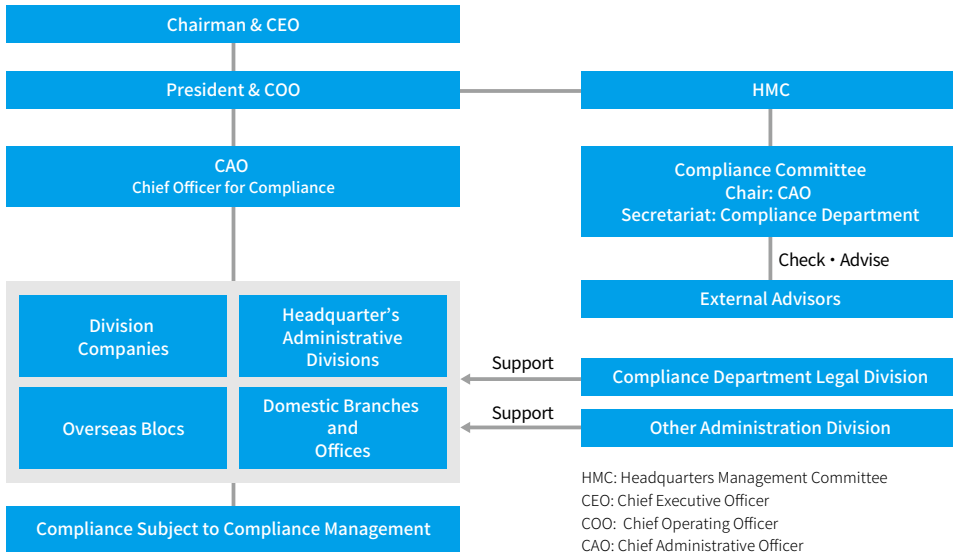 Chairman & CEO
President & COO
HMC
CAO
Chief Officer for Compliance
Compliance Committee
Chair: CAO
Secretariat: Compliance Department
Check・Advise
External Advisors
Division
Companies
Headquarter's
Administrative
Divisions
Overseas Blocs
Domestic Branches
and
Offices
Support
Compliance Department Legal Division
Support
Other Administration Division
Compliance Subject to Compliance Management
HMC: Headquarters Management Committee
CEO: Chief Executive Officer
COO: Chief Operating Officer
CAO: Chief Administrative Officer